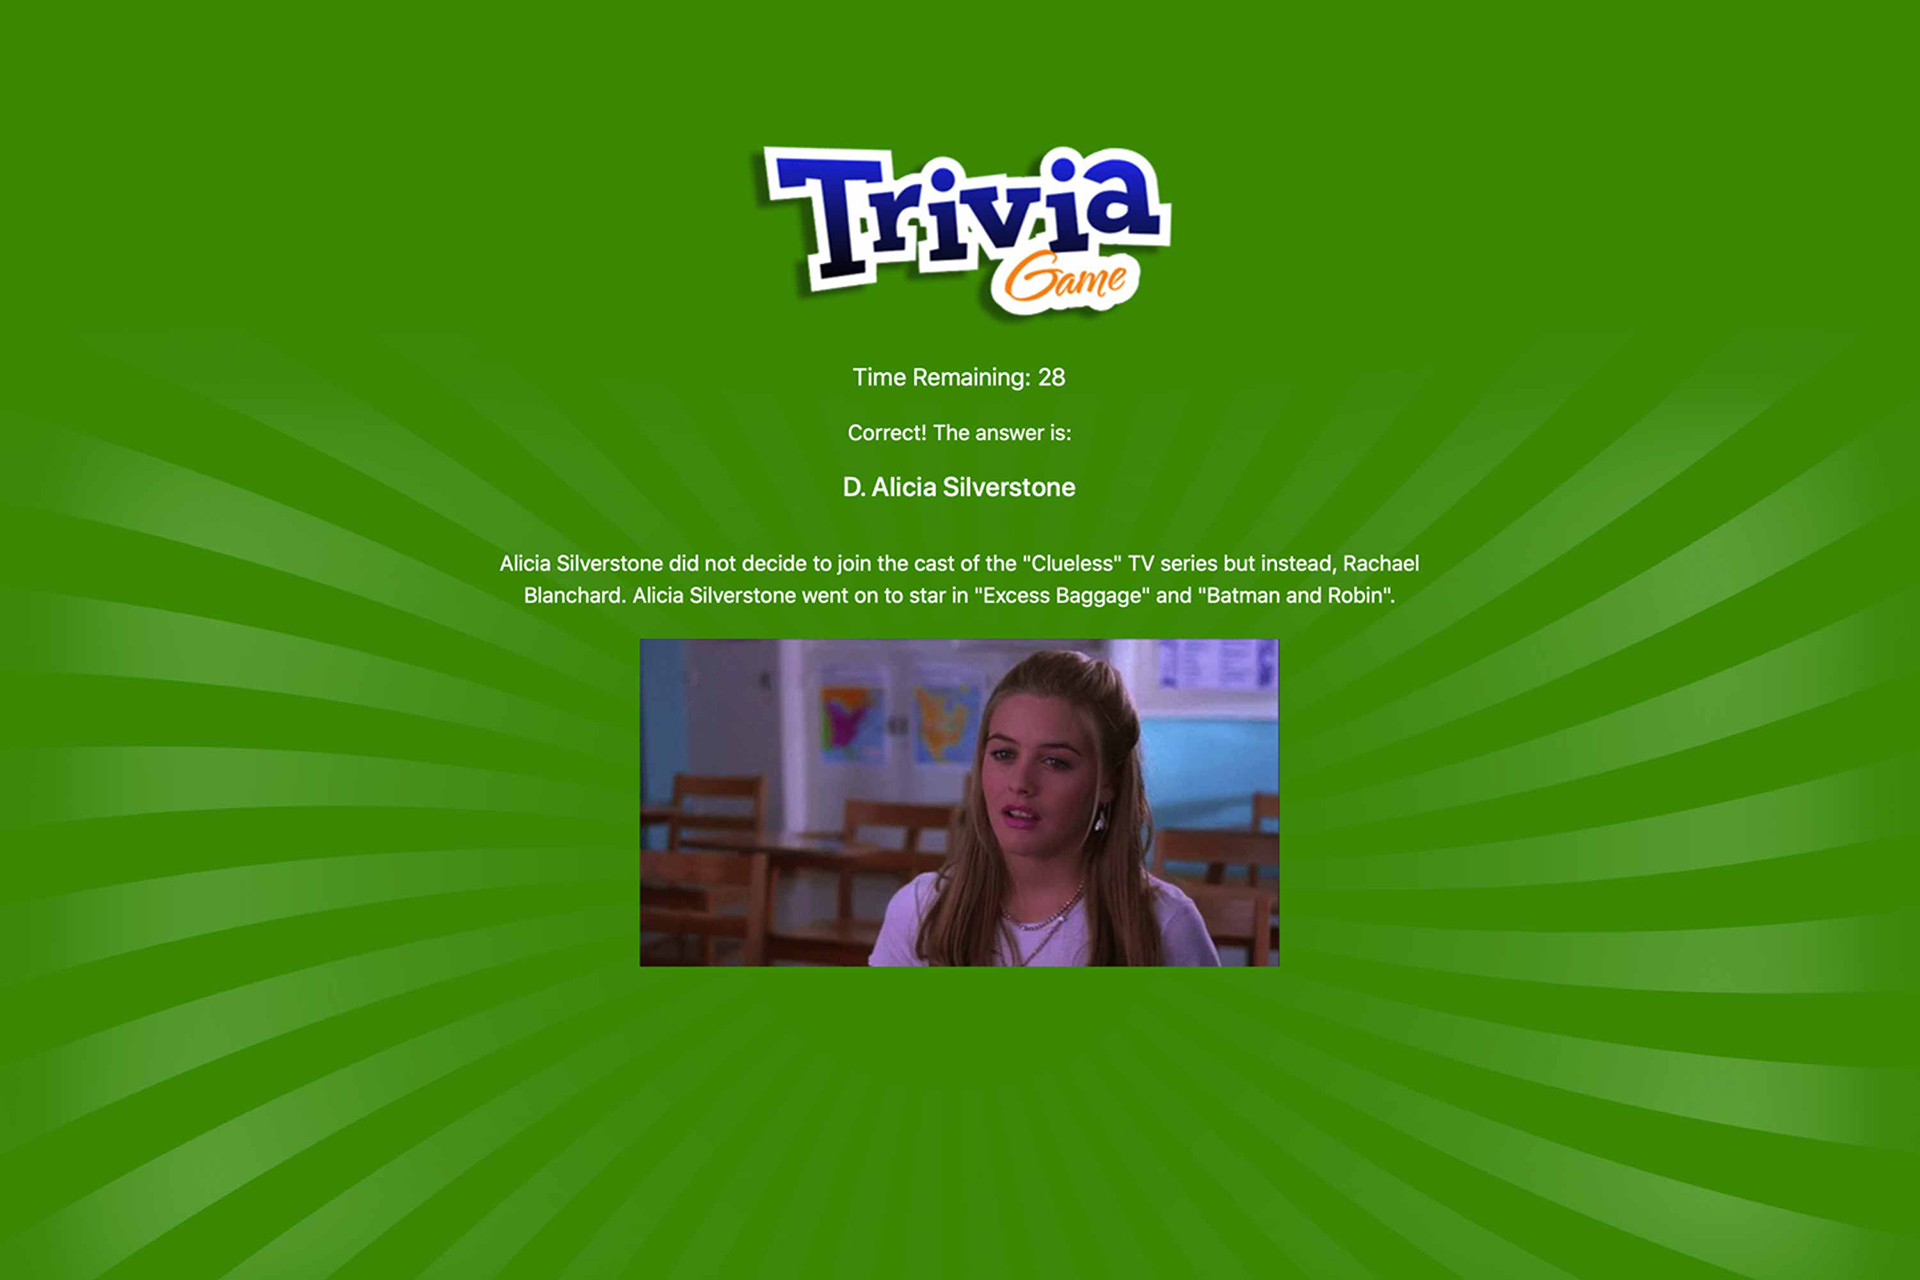 Trivia
Game
Time Remaining: 28
Correct! The answer is:
D. Alicia Silverstone
Alicia Silverstone did not decide to join the cast of the "Clueless" TV series but instead, Rachael
Blanchard. Alicia Silverstone went on to star in "Excess Baggage" and "Batman and Robin".